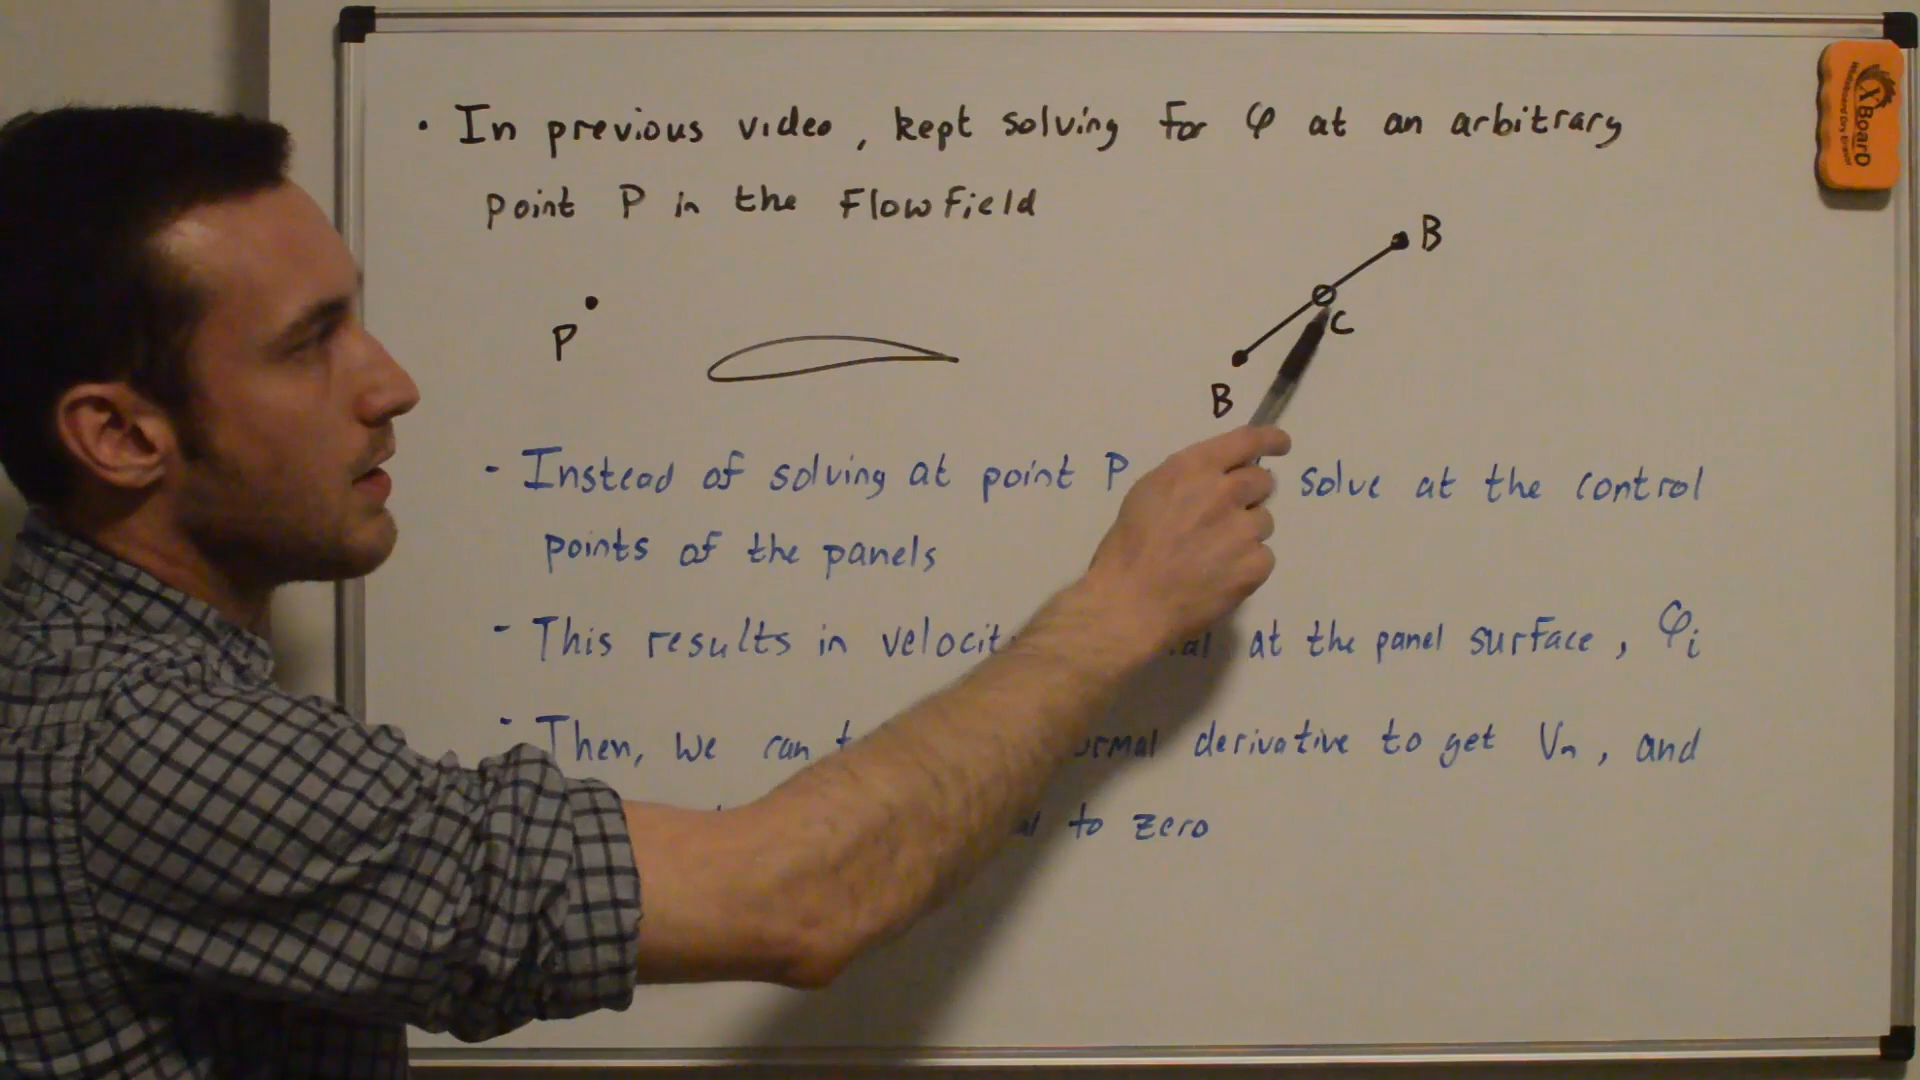 • In previous video, kept solving for φ at an arbitrary
point P in the flowfield
B
P
C
B
- Instead of solving at point P solve at the control
points of the panels
- This results in at the panel surface, φi
- Then, we can derivative to get Vn, and
to zero
XBoarD